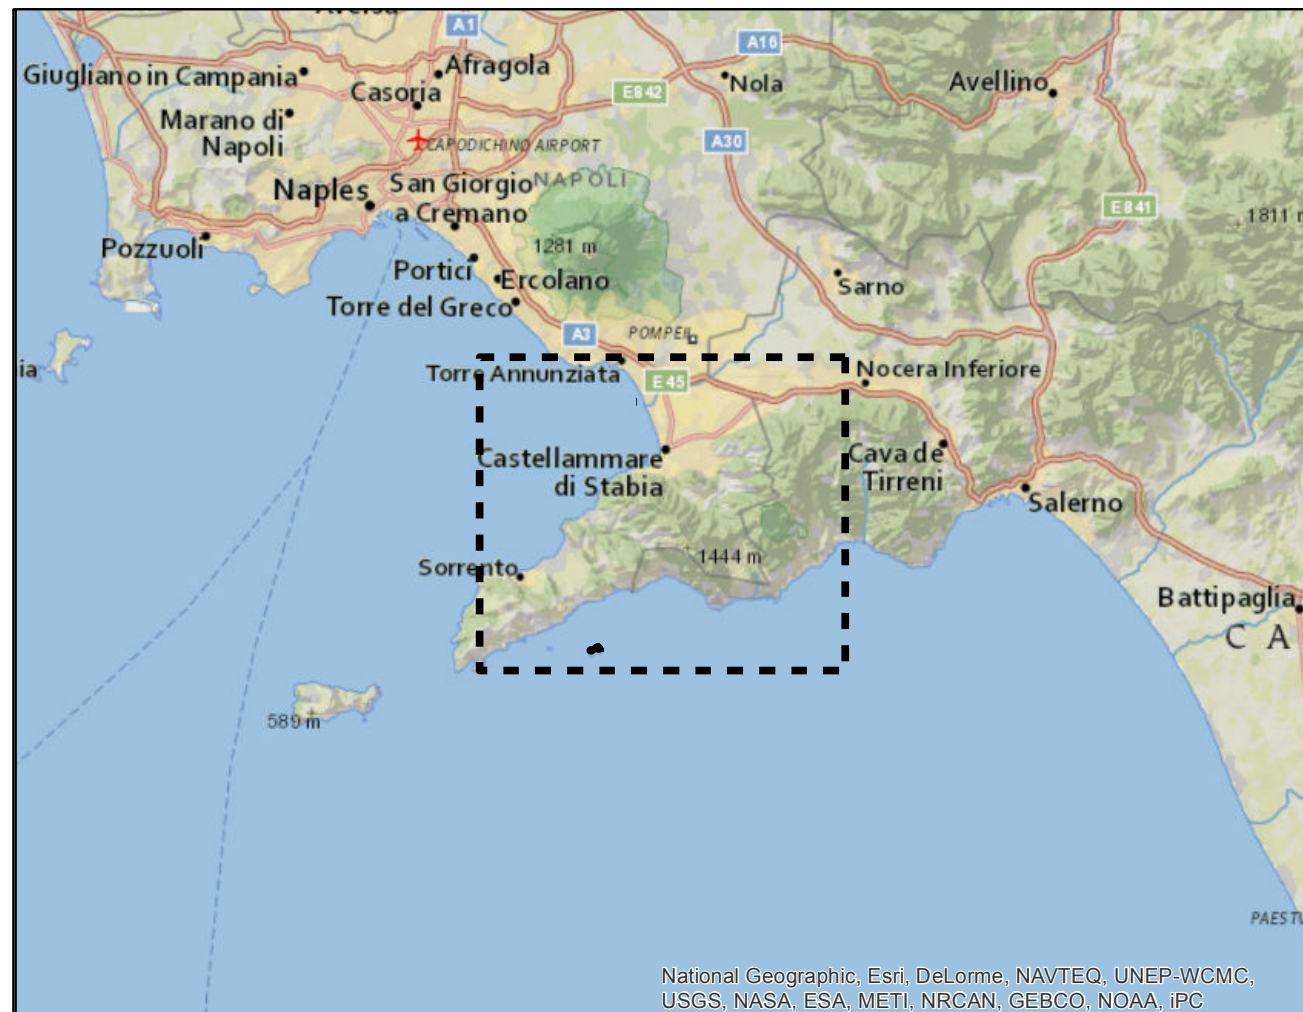 Aversa
A1
A16
Giugliano in Campania
Afragola
Nola
Avellino
Casoria
E842
Marano di
Napoli
CAPODICHINO AIRPORT
A30
Naples
San Giorgio
a Cremano
NAPOLI
E841
1811
Pozzuoli
1281 m
Portici
Ercolano
Sarno
Torre del Greco
A3
POMPEII
ia
Torre Annunziata
E45
Nocera Inferiore
Castellammare
di Stabia
Cava de
Tirreni
Salerno
Sorrento
1444 m
Battipaglia
C A
589 m
PAESTU
National Geographic, Esri, DeLorme, NAVTEQ, UNEP-WCMC,
USGS, NASA, ESA, METI, NRCAN, GEBCO, NOAA, iPC